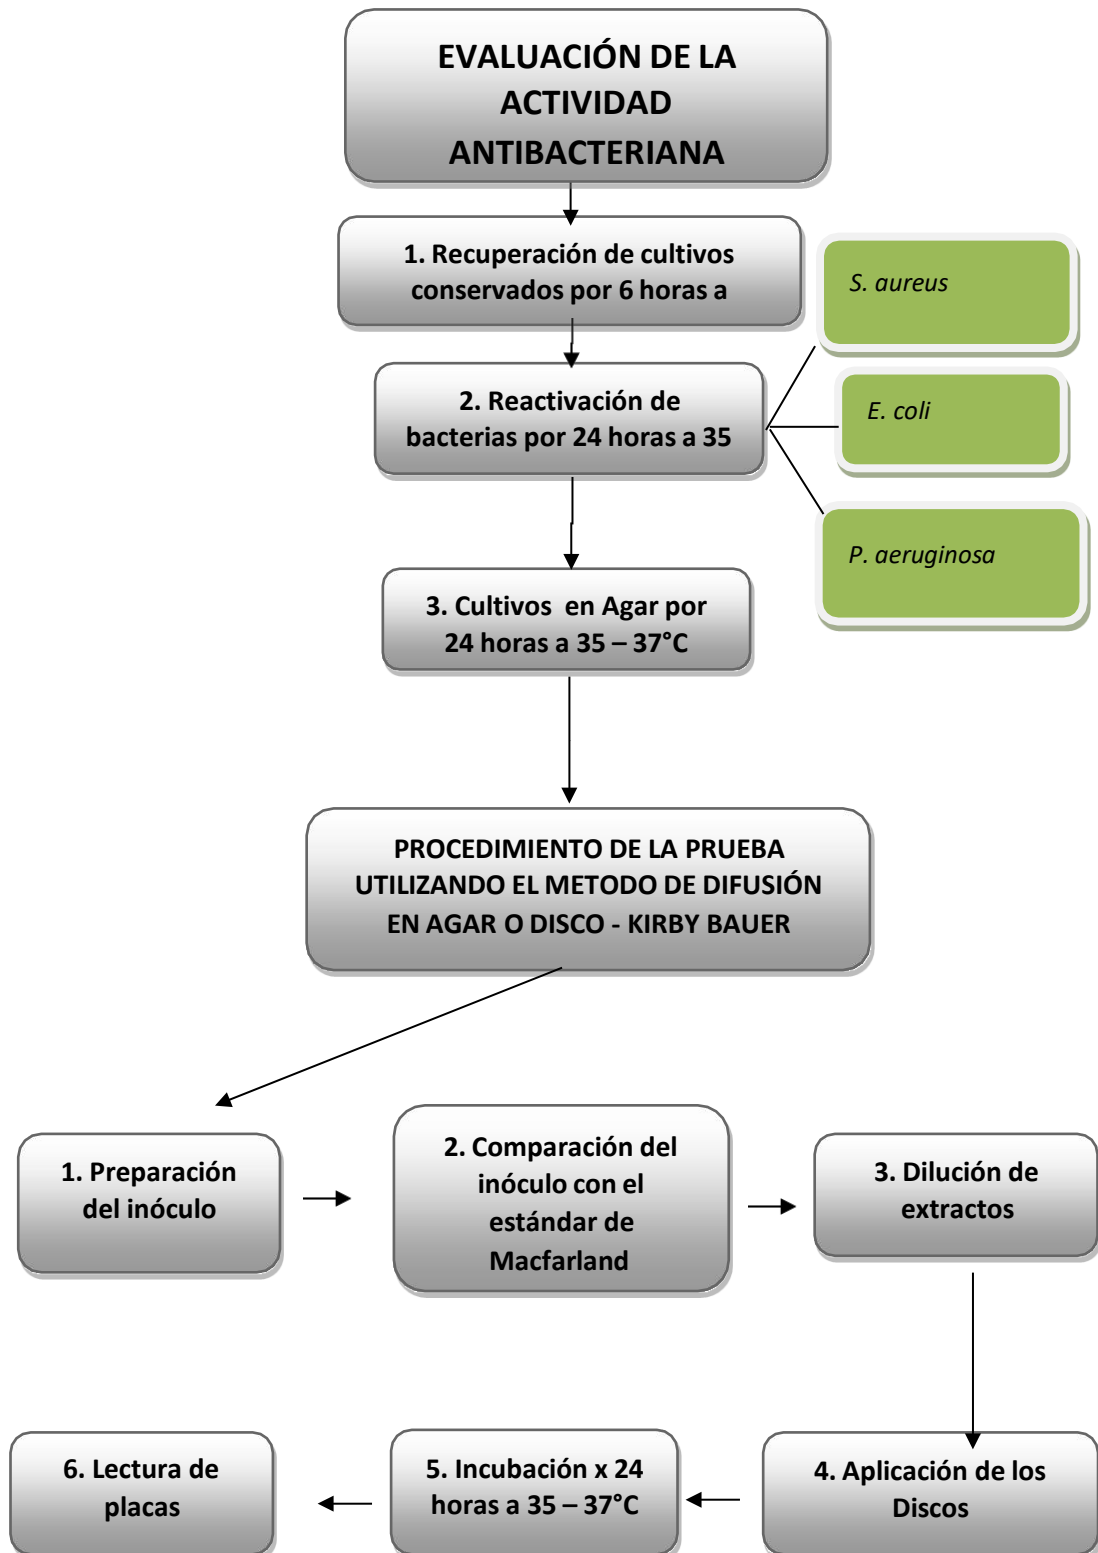 EVALUACIÓN DE LA
ACTIVIDAD
ANTIBACTERIANA
1. Recuperación de cultivos
conservados por 6 horas a
S. aureus
2. Reactivación de
bacterias por 24 horas a 35
E. coli
P. aeruginosa
3. Cultivos en Agar por
24 horas a 35 – 37°C
PROCEDIMIENTO DE LA PRUEBA
UTILIZANDO EL METODO DE DIFUSIÓN
EN AGAR O DISCO - KIRBY BAUER
1. Preparación
del inóculo
2. Comparación del
inóculo con el
estándar de
Macfarland
3. Dilución de
extractos
4. Aplicación de los
Discos
5. Incubación x 24
horas a 35 – 37°C
6. Lectura de
placas